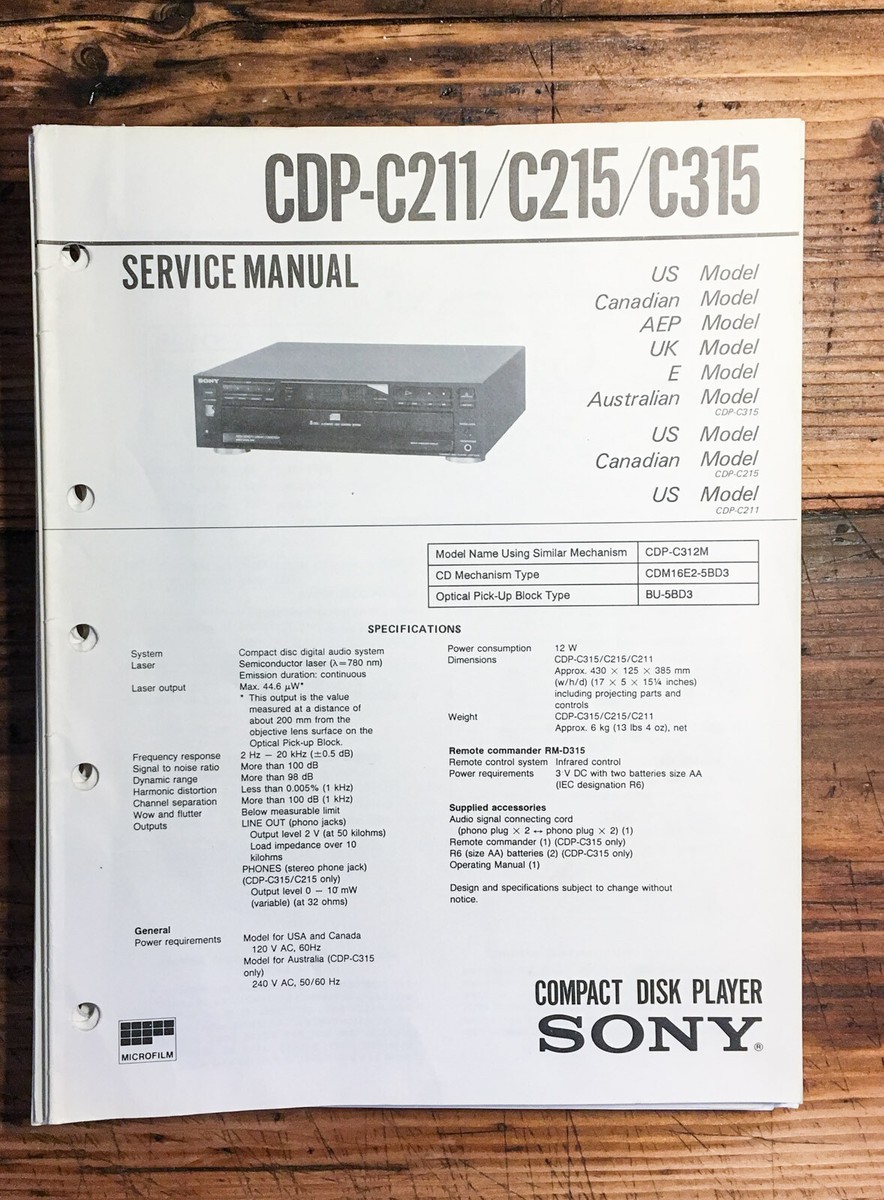 CDP-C211/C215/C315
SERVICE MANUAL
US Model
Canadian Model
AEP Model
UK Model
E Model
Australian Model
CDP-C315
US Model
Canadian Model
CDP-C215
US Model
CDP-C211
SONY
Model Name Using Similar Mechanism CDP-C312M
CD Mechanism Type CDM16E2-5BD3
Optical Pick-Up Block Type BU-5BD3
SPECIFICATIONS
System Compact disc digital audio system
Laser Semiconductor laser (λ=780 nm)
Emission duration: continuous
Laser output Max. 44.6 μW*
* This output is the value
measured at a distance of
about 200 mm from the
objective lens surface on the
Optical Pick-up Block.
Frequency response 2 Hz – 20 kHz (±0.5 dB)
Signal to noise ratio More than 100 dB
Dynamic range More than 98 dB
Harmonic distortion Less than 0.005% (1 kHz)
Channel separation More than 100 dB (1 kHz)
Wow and flutter Below measurable limit
Outputs LINE OUT (phono jacks)
Output level 2 V (at 50 kilohms)
Load impedance over 10
kilohms
PHONES (stereo phone jack)
(CDP-C315/C215 only)
Output level 0 – 10 mW
(variable) (at 32 ohms)
General
Power requirements Model for USA and Canada
120 V AC, 60Hz
Model for Australia (CDP-C315
only)
240 V AC, 50/60 Hz
Power consumption 12 W
Dimensions CDP-C315/C215/C211
Approx. 430 × 125 × 385 mm
(w/h/d) (17 × 5 × 15¼ inches)
including projecting parts and
controls
Weight CDP-C315/C215/C211
Approx. 6 kg (13 lbs 4 oz), net
Remote commander RM-D315
Remote control system Infrared control
Power requirements 3 V DC with two batteries size AA
(IEC designation R6)
Supplied accessories
Audio signal connecting cord
(phono plug × 2 ↔ phono plug × 2) (1)
Remote commander (1) (CDP-C315 only)
R6 (size AA) batteries (2) (CDP-C315 only)
Operating Manual (1)
Design and specifications subject to change without
notice.
MICROFILM
COMPACT DISK PLAYER
SONY®